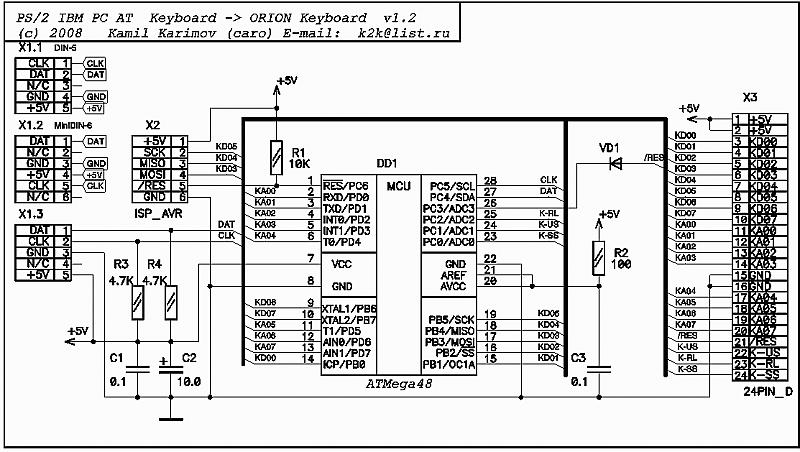 PS/2 IBM PC AT Keyboard -> ORION Keyboard v1.2
(c) 2008 Kamil Karimov (caro) E-mail: k2k@list.ru
X1.1 DIN-5
CLK 1 CLK
DAT 2 DAT
N/C 3
GND 4 GND
+5V 5 +5V
X1.2 MiniDIN-6
DAT 1 DAT
N/C 2
GND 3 GND
+5V 4 +5V
CLK 5 CLK
N/C 6
X1.3
DAT 1
CLK 2
GND 3
N/C 4
+5V 5
DAT
CLK
X2
+5V 1
SCK 2 KD05
MISO 3 KD04
MOSI 4 KD03
/RES 5
GND 6
ISP_AVR
+5V
R1
10K
R3
4.7K
R4
4.7K
+5V
C1
0.1
C2
+
10.0
DD1
MCU
1 RES/PC6
KA00 2 RXD/PD0
KA01 3 TXD/PD1
KA02 4 INT0/PD2
KA03 5 INT1/PD3
KA04 6 T0/PD4
7 VCC
8 GND
KD06 9 XTAL1/PB6
KD07 10 XTAL2/PB7
KA05 11 T1/PD5
KA06 12 AIN0/PD6
KA07 13 AIN1/PD7
KD00 14 ICP/PB0
PC5/SCL 28 CLK
PC4/SDA 27 DAT
PC3/ADC3 26
PC2/ADC2 25 K-RL
PC1/ADC1 24 K-US
PC0/ADC0 23 K-SS
GND 22
AREF 21
AVCC 20
PB5/SCK 19 KD05
PB4/MISO 18 KD04
PB3/MOSI 17 KD03
PB2/SS 16 KD02
PB1/OC1A 15 KD01
ATMega48
VD1
/RES
+5V
R2
100
C3
0.1
X3
+5V
1 +5V
2 +5V
KD00 3 KD00
KD01 4 KD01
KD02 5 KD02
KD03 6 KD03
KD04 7 KD04
KD05 8 KD05
KD06 9 KD06
KD07 10 KD07
KA00 11 KA00
KA01 12 KA01
KA02 13 KA02
KA03 14 KA03
15 GND
16 GND
KA04 17 KA04
KA05 18 KA05
KA06 19 KA06
KA07 20 KA07
/RES 21 /RES
K-US 22 K-US
K-RL 23 K-RL
K-SS 24 K-SS
24PIN_D